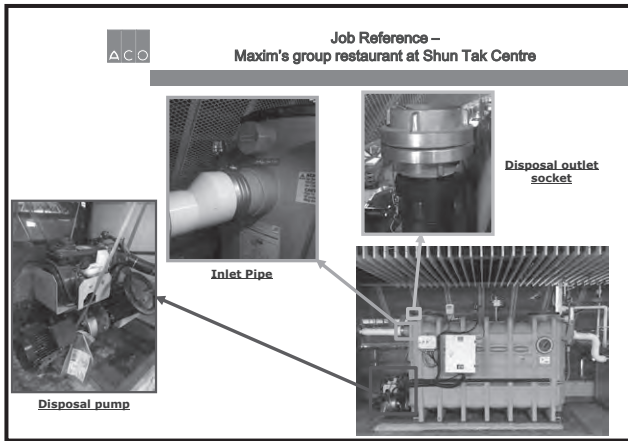 ACO
Job Reference –
Maxim's group restaurant at Shun Tak Centre
Disposal outlet
socket
Inlet Pipe
Disposal pump